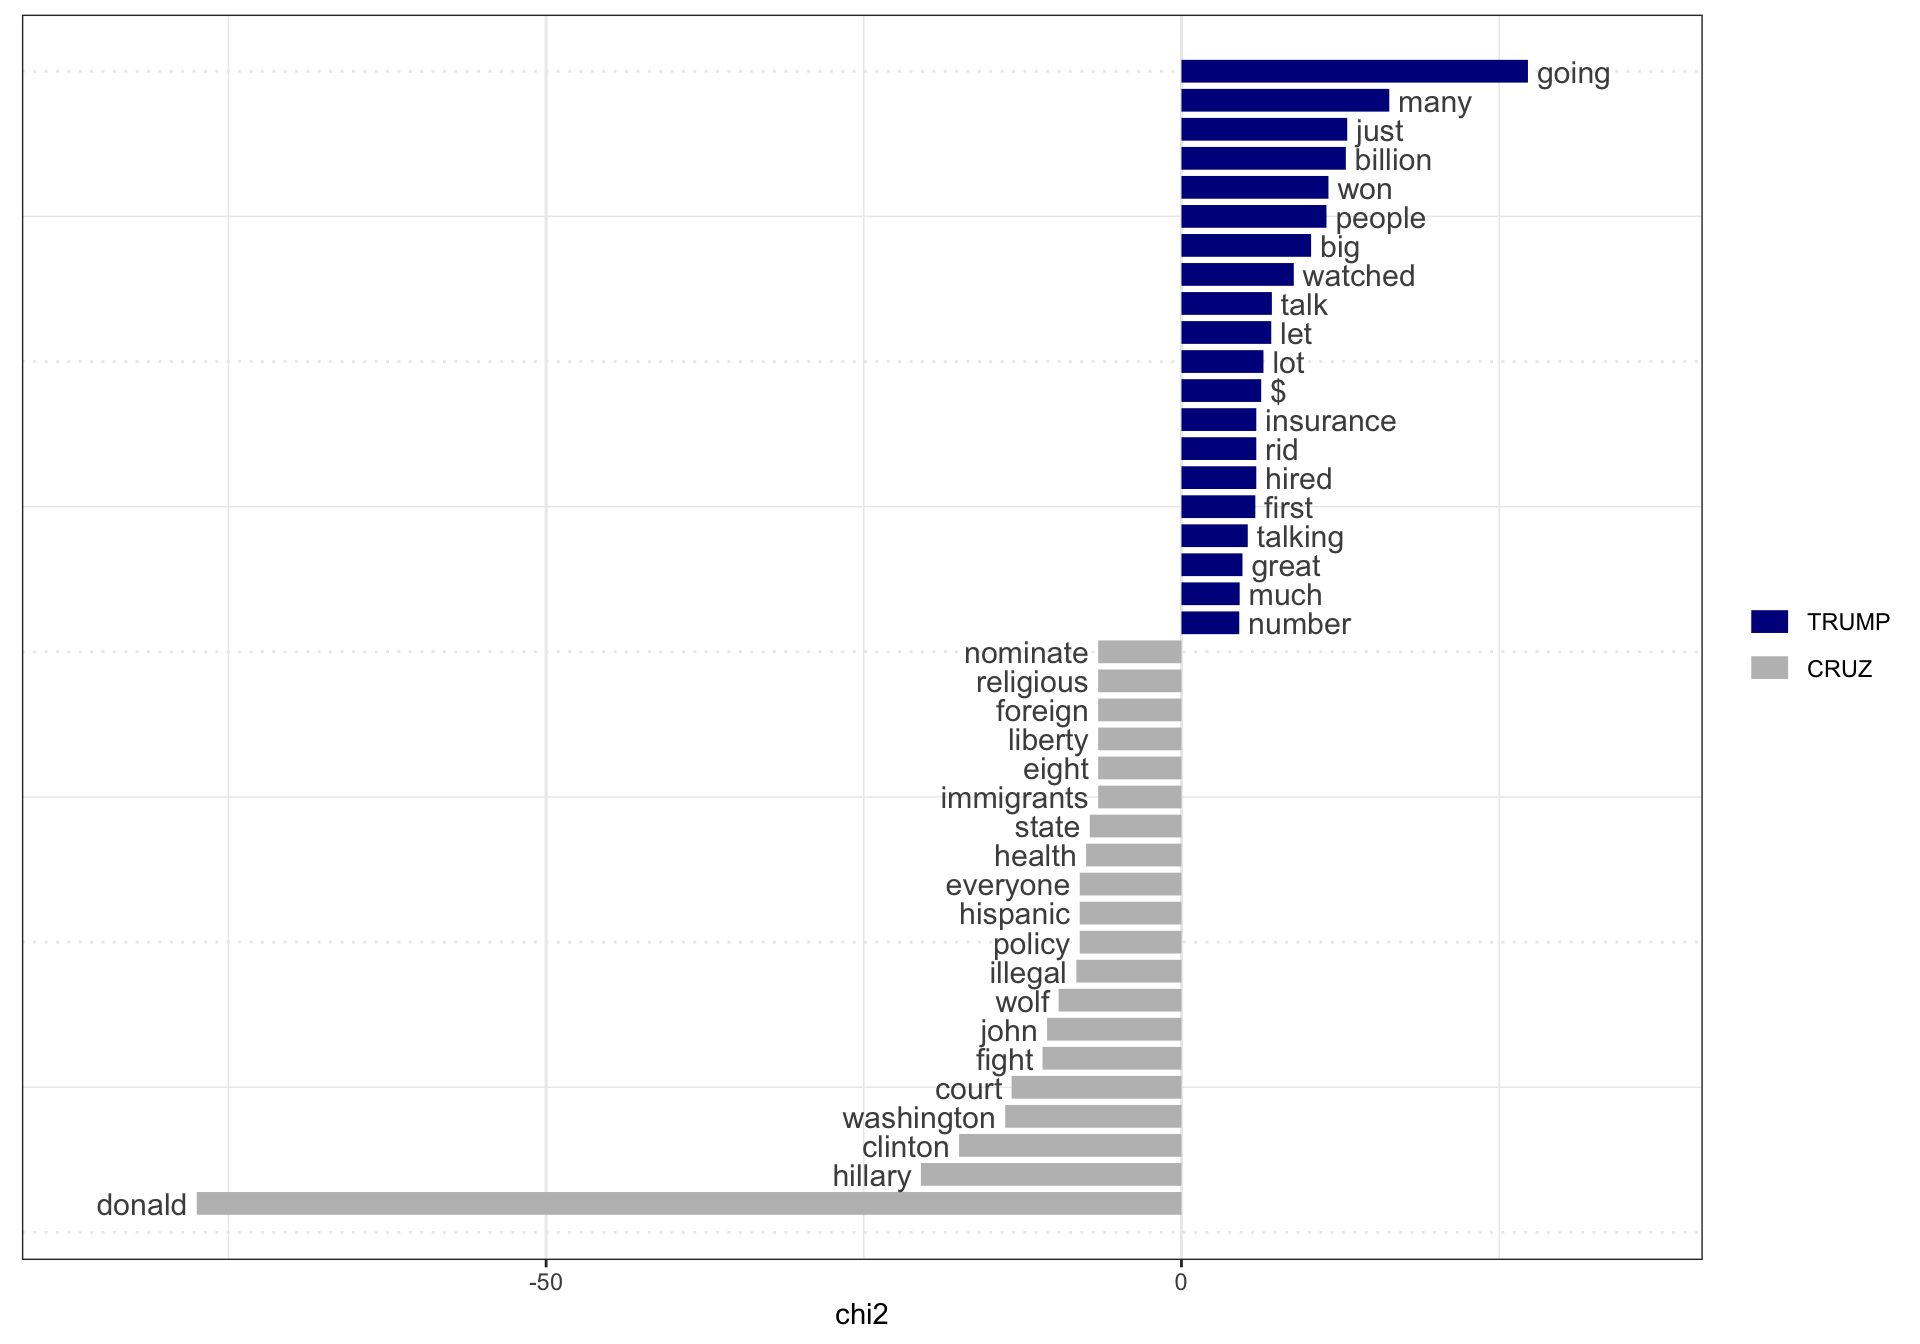 going
many
just
billion
won
people
big
watched
talk
let
lot
$
insurance
rid
hired
first
talking
great
much
number
nominate
religious
foreign
liberty
eight
immigrants
state
health
everyone
hispanic
policy
illegal
wolf
john
fight
court
washington
clinton
hillary
donald
-50 0
chi2
TRUMP
CRUZ